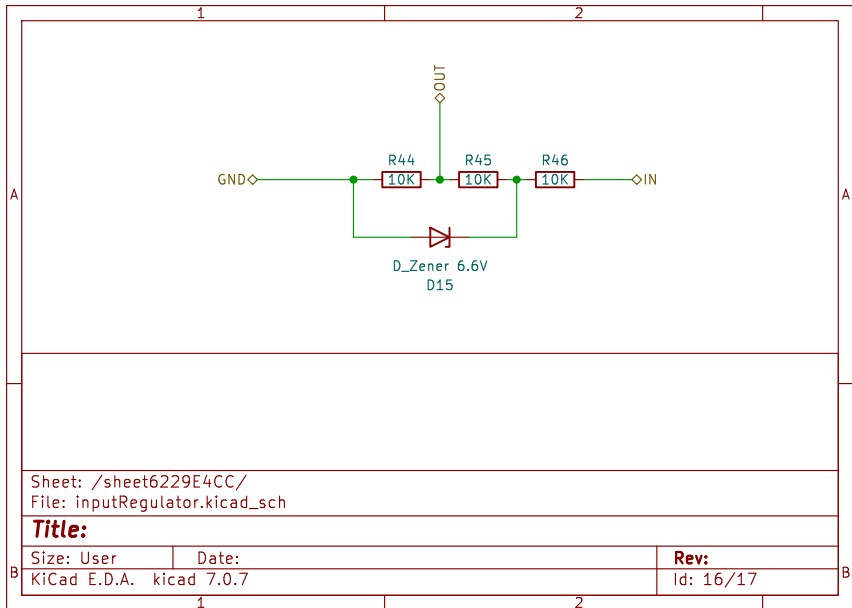 1 2
OUT
R44 R45 R46
GND 10K 10K 10K IN
A A
D_Zener 6.6V
D15
Sheet: /sheet6229E4CC/
File: inputRegulator.kicad_sch
Title:
Size: User Date: Rev:
B B
KiCad E.D.A. kicad 7.0.7 Id: 16/17
1 2